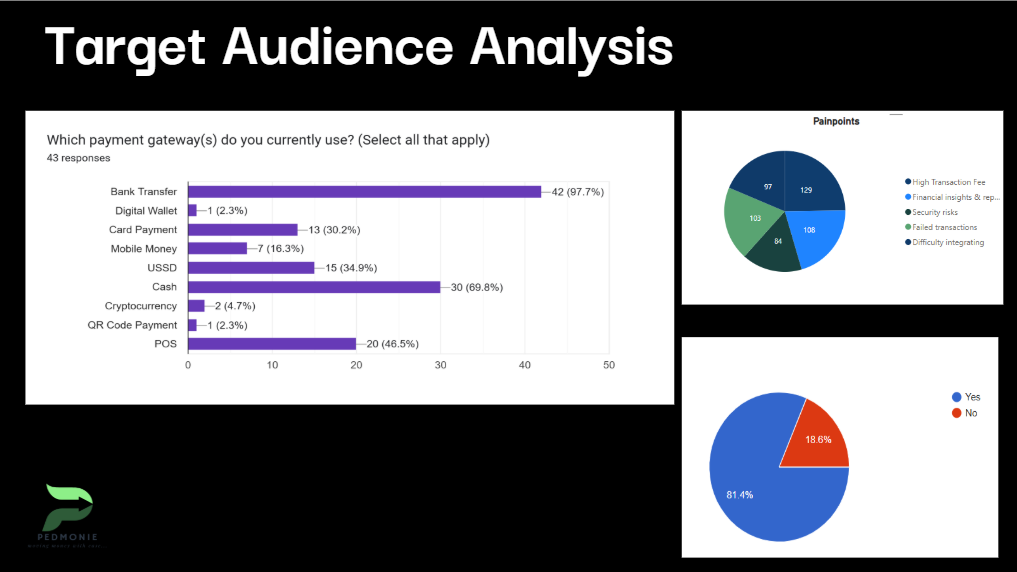 Target Audience Analysis
Which payment gateway(s) do you currently use? (Select all that apply)
43 responses
Bank Transfer
42 (97.7%)
Digital Wallet
1 (2.3%)
Card Payment
13 (30.2%)
Mobile Money
7 (16.3%)
USSD
15 (34.9%)
Cash
30 (69.8%)
Cryptocurrency
2 (4.7%)
QR Code Payment
1 (2.3%)
POS
20 (46.5%)
0 10 20 30 40 50
Painpoints
97
129
103
108
84
High Transaction Fee
Financial insights & rep...
Security risks
Failed transactions
Difficulty integrating
Yes
No
18.6%
81.4%
PEDMONIE